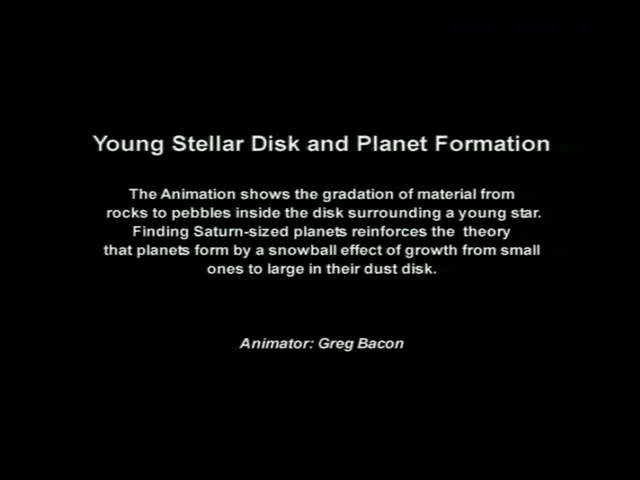 Young Stellar Disk and Planet Formation
The Animation shows the gradation of material from
rocks to pebbles inside the disk surrounding a young star.
Finding Saturn-sized planets reinforces the theory
that planets form by a snowball effect of growth from small
ones to large in their dust disk.
Animator: Greg Bacon